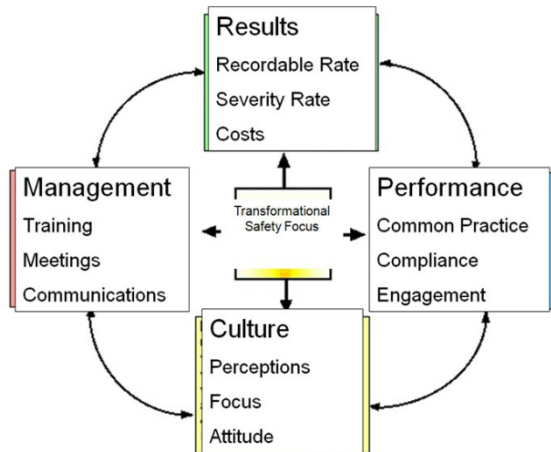 Results
Recordable Rate
Severity Rate
Costs
Management
Training
Meetings
Communications
Transformational
Safety Focus
Performance
Common Practice
Compliance
Engagement
Culture
Perceptions
Focus
Attitude